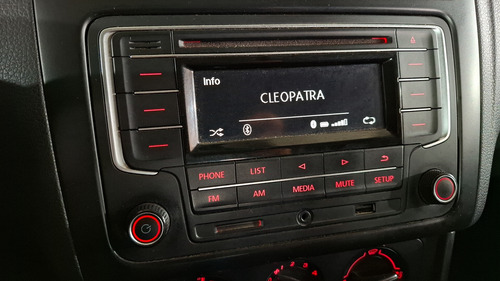 Info
CLEOPATRA
PHONE LIST
FM AM MEDIA MUTE SETUP